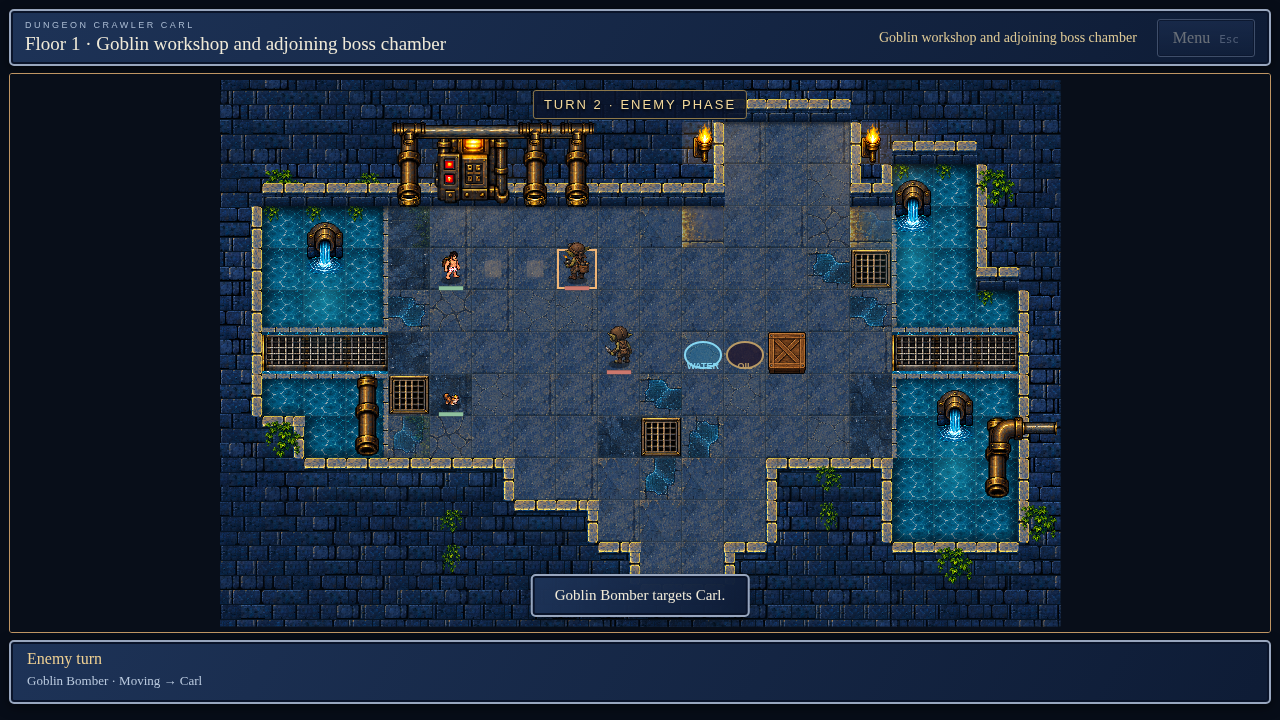 DUNGEON CRAWLER CARL
Floor 1 · Goblin workshop and adjoining boss chamber
Goblin workshop and adjoining boss chamber
Menu Esc
TURN 2 · ENEMY PHASE
WATER
OIL
Goblin Bomber targets Carl.
Enemy turn
Goblin Bomber · Moving → Carl